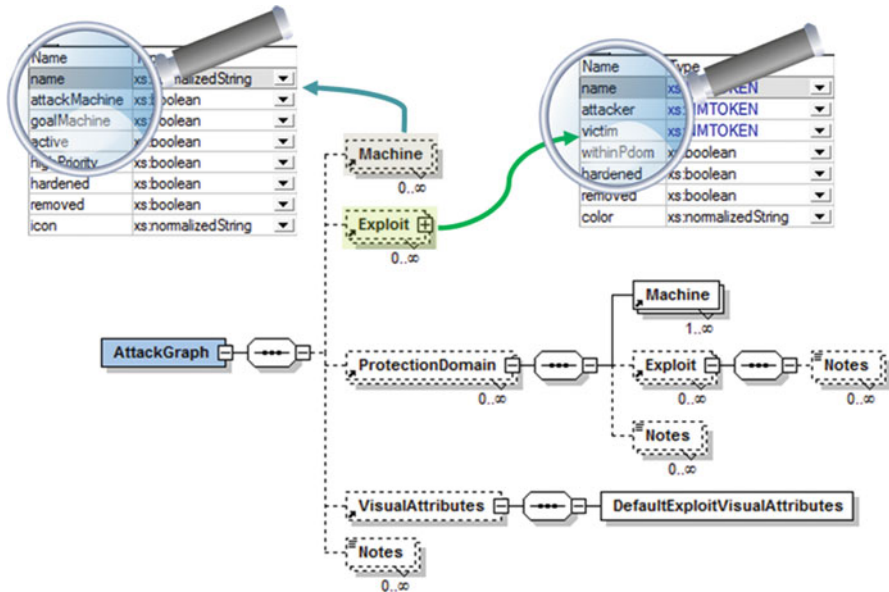 Name
name xs:normalizedString
attackMachine xs:boolean
goalMachine xs:boolean
active xs:boolean
highPriority xs:boolean
hardened xs:boolean
removed xs:boolean
icon xs:normalizedString
Name Type
name xs:NMTOKEN
attacker xs:NMTOKEN
victim xs:NMTOKEN
withinPdom xs:boolean
hardened xs:boolean
removed xs:boolean
color xs:normalizedString
Machine
0..∞
Exploit
0..∞
AttackGraph
ProtectionDomain
0..∞
Machine
1..∞
Exploit
0..∞
Notes
0..∞
Notes
0..∞
VisualAttributes
DefaultExploitVisualAttributes
Notes
0..∞